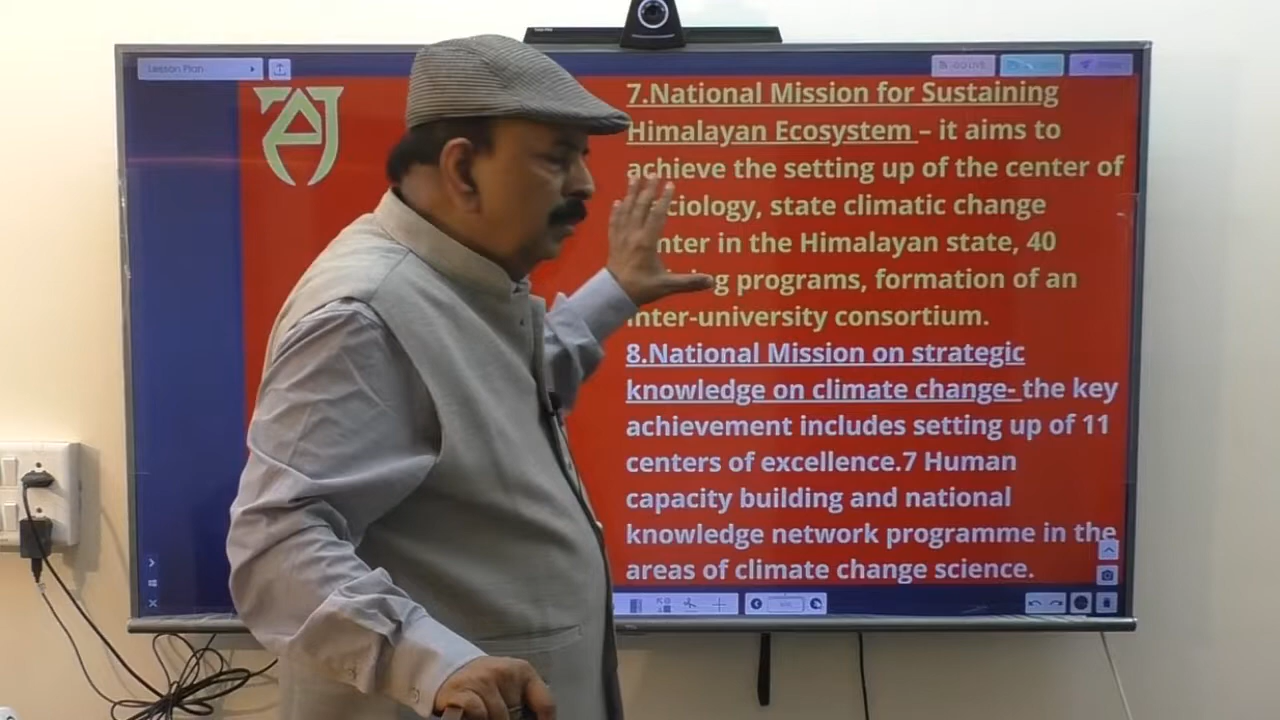 Lesson Plan
7.National Mission for Sustaining
Himalayan Ecosystem – it aims to
achieve the setting up of the center of
ciology, state climatic change
nter in the Himalayan state, 40
g programs, formation of an
inter-university consortium.
8.National Mission on strategic
knowledge on climate change- the key
achievement includes setting up of 11
centers of excellence.7 Human
capacity building and national
knowledge network programme in the
areas of climate change science.